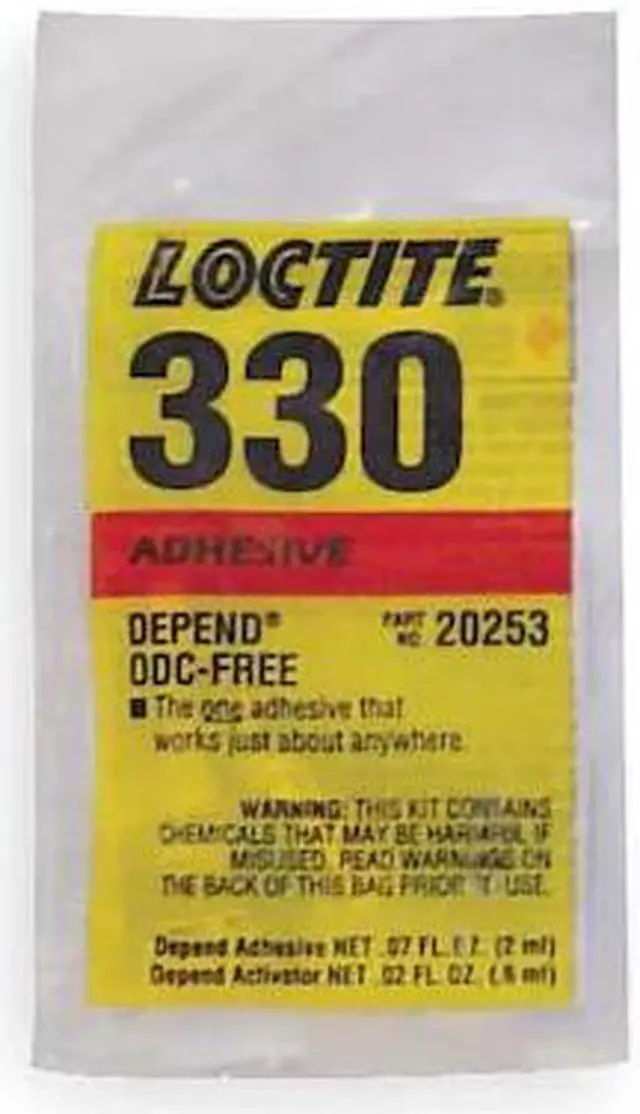 LOCTITE®
330
ADHESIVE
DEPEND® PART NO. 20253
ODC-FREE
■ The one adhesive that
works just about anywhere.
WARNING: THIS KIT CONTAINS
CHEMICALS THAT MAY BE HARMFUL IF
MISUSED. READ WARNINGS ON
THE BACK OF THIS BAG PRIOR TO USE.
Depend Adhesive NET .07 FL. OZ. (2 ml)
Depend Activator NET .02 FL. OZ. (.6 ml)